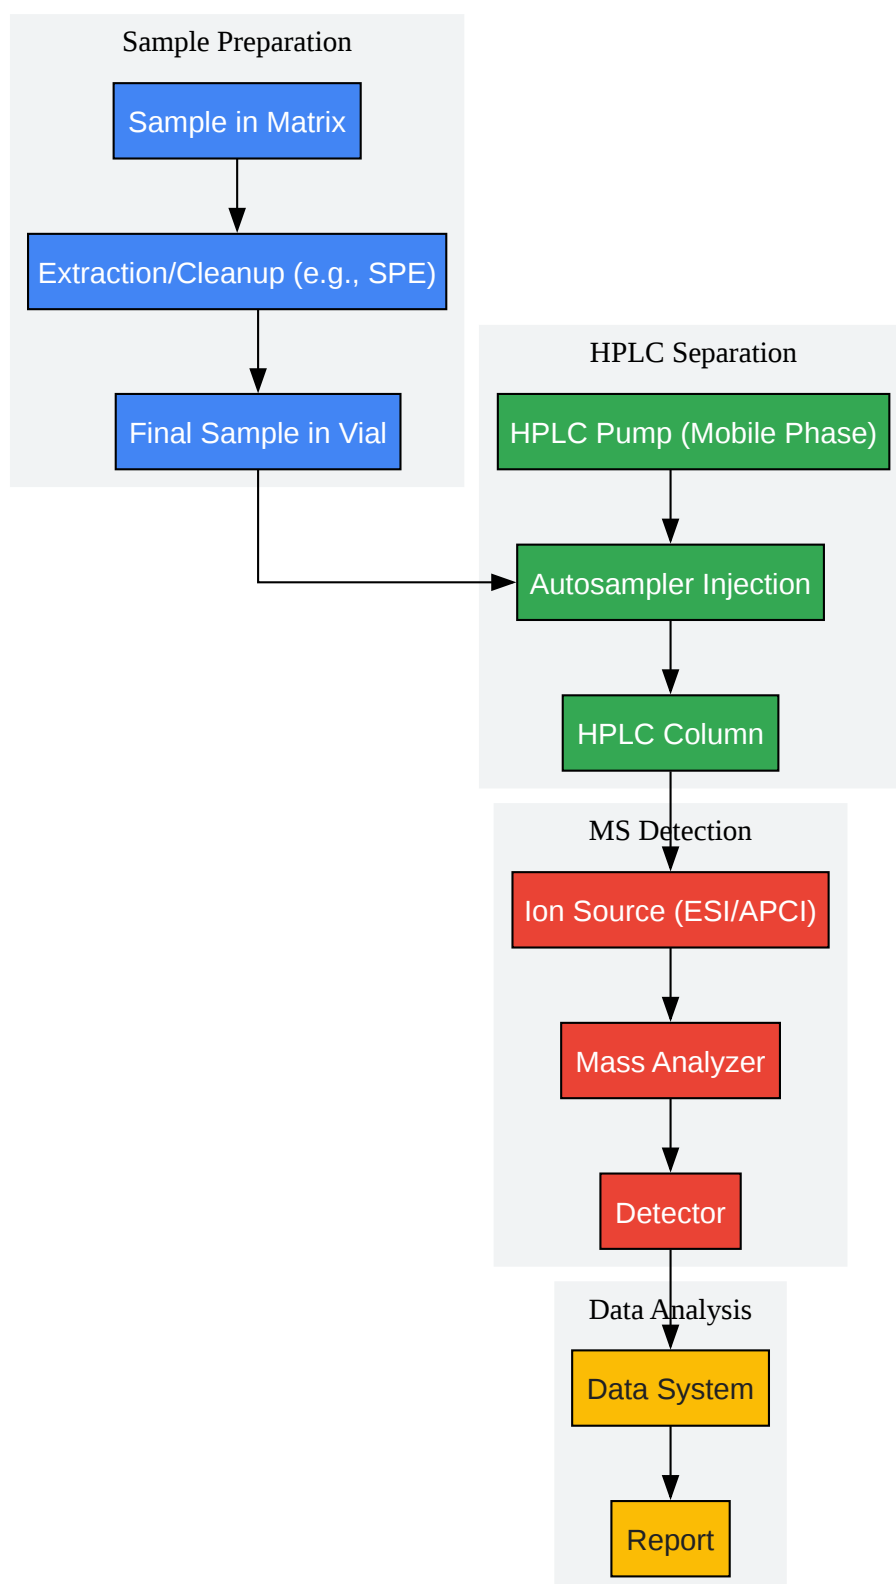 Sample Preparation
Sample in Matrix
Extraction/Cleanup (e.g., SPE)
Final Sample in Vial
HPLC Separation
HPLC Pump (Mobile Phase)
Autosampler Injection
HPLC Column
MS Detection
Ion Source (ESI/APCI)
Mass Analyzer
Detector
Data Analysis
Data System
Report